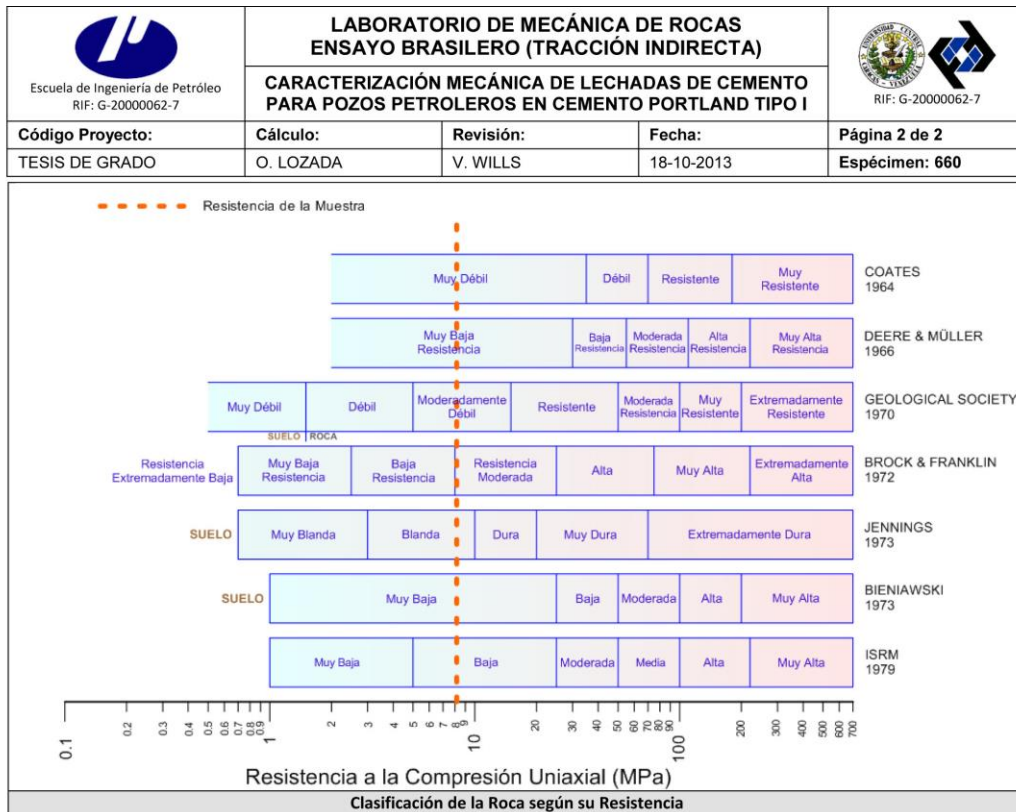 LABORATORIO DE MECÁNICA DE ROCAS
ENSAYO BRASILERO (TRACCIÓN INDIRECTA)
CARACTERIZACIÓN MECÁNICA DE LECHADAS DE CEMENTO
PARA POZOS PETROLEROS EN CEMENTO PORTLAND TIPO I
Escuela de Ingeniería de Petróleo
RIF: G-20000062-7
RIF: G-20000062-7
Código Proyecto:
Cálculo:
Revisión:
Fecha:
Página 2 de 2
TESIS DE GRADO
O. LOZADA
V. WILLS
18-10-2013
Espécimen: 660
Resistencia de la Muestra
Muy Débil
Débil
Resistente
Muy
Resistente
COATES
1964
Muy Baja
Resistencia
Baja
Resistencia
Moderada
Resistencia
Alta
Resistencia
Muy Alta
Resistencia
DEERE & MÜLLER
1966
Muy Débil
Débil
Moderadamente
Débil
Resistente
Moderada
Resistencia
Muy
Resistente
Extremadamente
Resistente
GEOLOGICAL SOCIETY
1970
SUELO
ROCA
Resistencia
Extremadamente Baja
Muy Baja
Resistencia
Baja
Resistencia
Resistencia
Moderada
Alta
Muy Alta
Extremadamente
Alta
BROCK & FRANKLIN
1972
SUELO
Muy Blanda
Blanda
Dura
Muy Dura
Extremadamente Dura
JENNINGS
1973
SUELO
Muy Baja
Baja
Moderada
Alta
Muy Alta
BIENIAWSKI
1973
Muy Baja
Baja
Moderada
Media
Alta
Muy Alta
ISRM
1979
0.1
0.2
0.3
0.4
0.5
0.6
0.7
0.8
0.9
1
2
3
4
5
6
7
8
9
10
20
30
40
50
60
70
80
90
100
200
300
400
500
600
700
Resistencia a la Compresión Uniaxial (MPa)
Clasificación de la Roca según su Resistencia